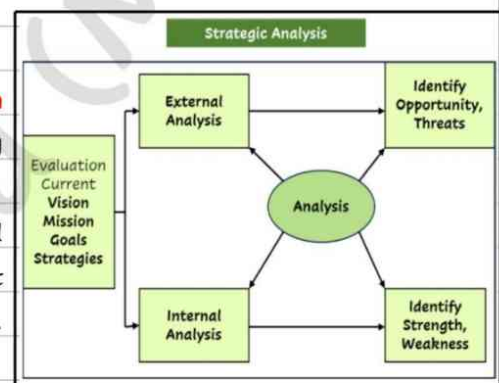 Strategic Analysis
External
Analysis
Identify
Opportunity,
Threats
Evaluation
Current
Vision
Mission
Goals
Strategies
Analysis
Internal
Analysis
Identify
Strength,
Weakness